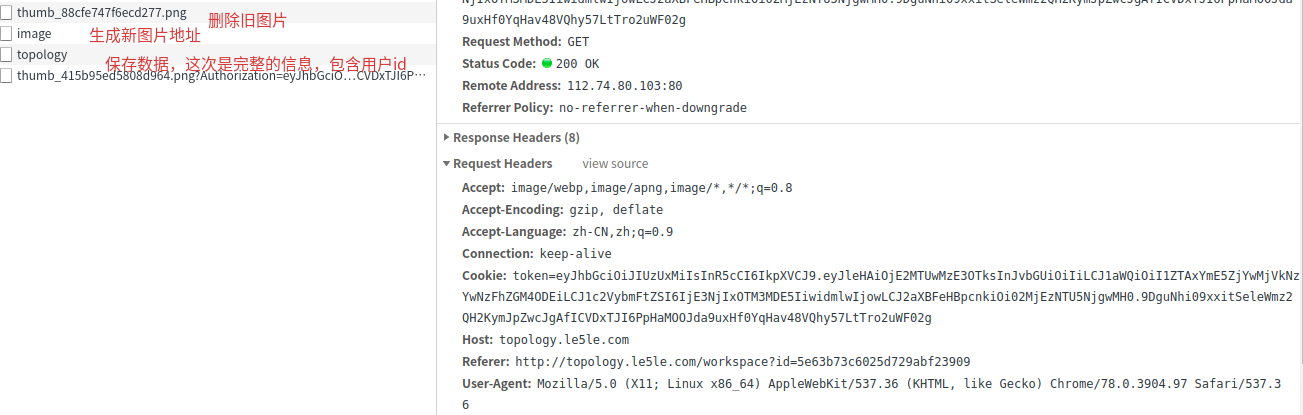 thumb_88cfe747f6ecd277.png
删除旧图片
image
生成新图片地址
topology
保存数据，这次是完整的信息，包含用户id
thumb_415b95ed5808d964.png?Authorization=eyJhbGciO…CVDxTJI6P…
9uxHf0YqHav48VQhy57LtTro2uWF02g
Request Method: GET
Status Code: 200 OK
Remote Address: 112.74.80.103:80
Referrer Policy: no-referrer-when-downgrade
Response Headers (8)
Request Headers view source
Accept: image/webp,image/apng,image/*,*/*;q=0.8
Accept-Encoding: gzip, deflate
Accept-Language: zh-CN,zh;q=0.9
Connection: keep-alive
Cookie: token=eyJhbGciOiJIUzUxMiIsInR5cCI6IkpXVCJ9.eyJleHAiOjE2MTUwMzE3OTksInJvbGUiOiIiLCJ1aWQiOiI1ZTAxYmE5ZjYwMjVkNz
YwNzFhZGM4ODEiLCJ1c2VybmFtZSI6IjE3NjIxOTM3MDE5IiwidmlwIjowLCJ2aXBFeHBpcnkiOi02MjEzNTU5NjgwMH0.9DguNhi09xxitSeleWmz2
QH2KymJpZwcJgAfICVDxTJI6PpHaMOOJda9uxHf0YqHav48VQhy57LtTro2uWF02g
Host: topology.le5le.com
Referer: http://topology.le5le.com/workspace?id=5e63b73c6025d729abf23909
User-Agent: Mozilla/5.0 (X11; Linux x86_64) AppleWebKit/537.36 (KHTML, like Gecko) Chrome/78.0.3904.97 Safari/537.3
6